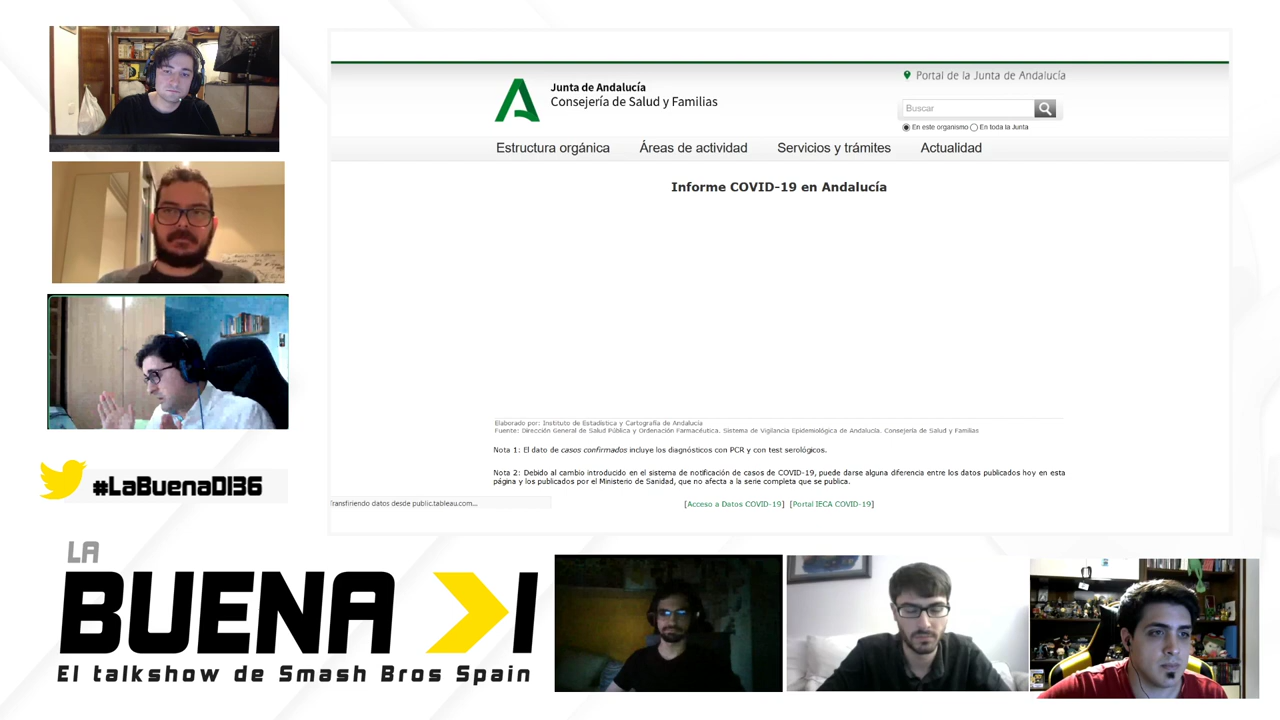 Junta de Andalucía
Consejería de Salud y Familias
Portal de la Junta de Andalucía
Buscar
En este organismo En toda la Junta
Estructura orgánica Áreas de actividad Servicios y trámites Actualidad
Informe COVID-19 en Andalucía
Elaborado por: Instituto de Estadística y Cartografía de Andalucía
Fuente: Dirección General de Salud Pública y Ordenación Farmacéutica. Sistema de Vigilancia Epidemiológica de Andalucía. Consejería de Salud y Familias
Nota 1: El dato de casos confirmados incluye los diagnósticos con PCR y con test serológicos.
Nota 2: Debido al cambio introducido en el sistema de notificación de casos de COVID-19, puede darse alguna diferencia entre los datos publicados hoy en esta
página y los publicados por el Ministerio de Sanidad, que no afecta a la serie completa que se publica.
Transfiriendo datos desde public.tableau.com...
[Acceso a Datos COVID-19] [Portal IECA COVID-19]
#LaBuenaDI36
LA
BUENA DI
El talkshow de Smash Bros Spain